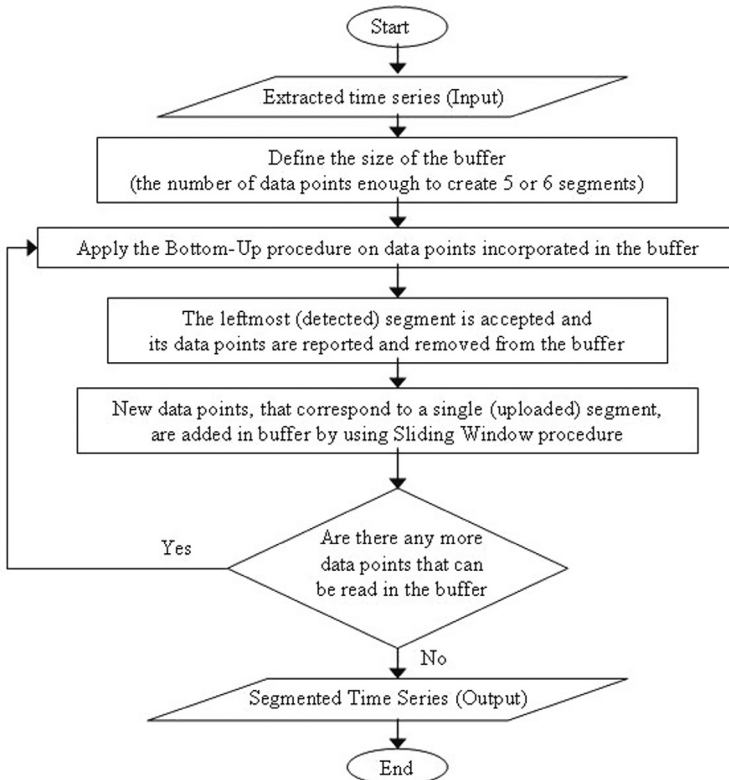 Start
Extracted time series (Input)
Define the size of the buffer
(the number of data points enough to create 5 or 6 segments)
Apply the Bottom-Up procedure on data points incorporated in the buffer
The leftmost (detected) segment is accepted and
its data points are reported and removed from the buffer
New data points, that correspond to a single (uploaded) segment,
are added in buffer by using Sliding Window procedure
Yes
Are there any more
data points that can
be read in the buffer
No
Segmented Time Series (Output)
End